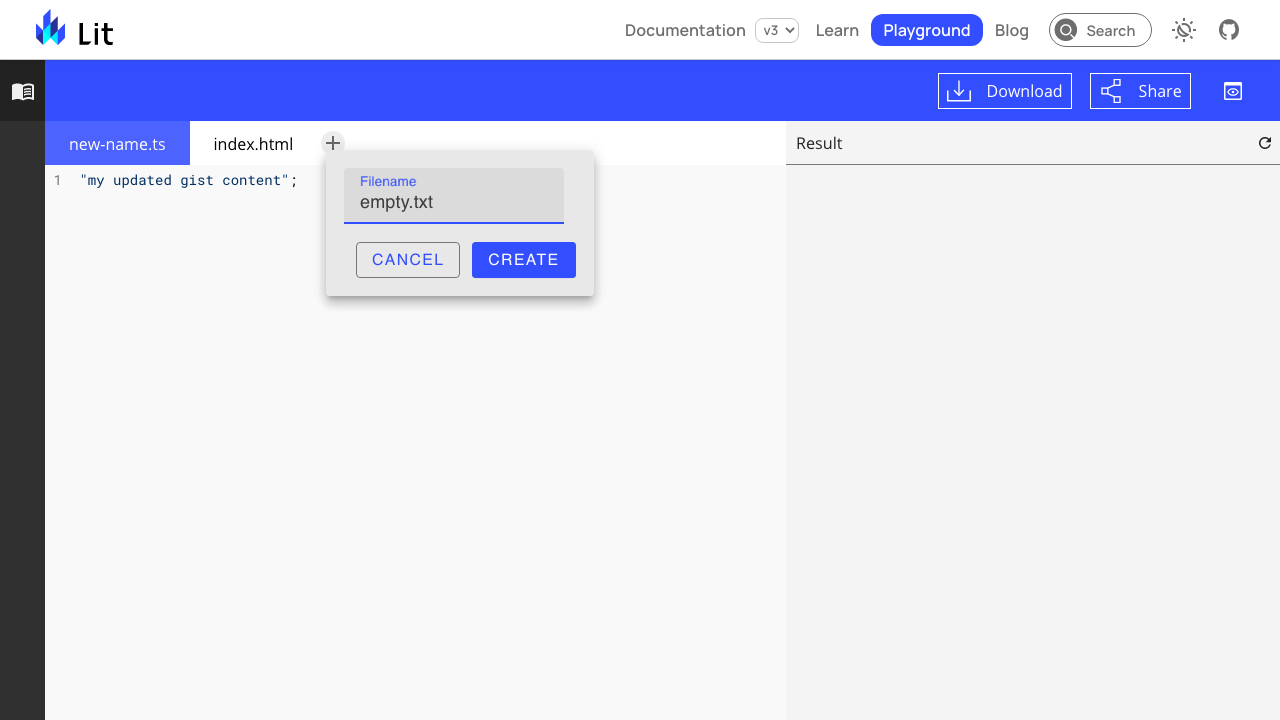 Lit
Documentation v3 Learn Playground Blog Search
Download Share
new-name.ts index.html Result
1 "my updated gist content";
Filename
empty.txt
CANCEL CREATE